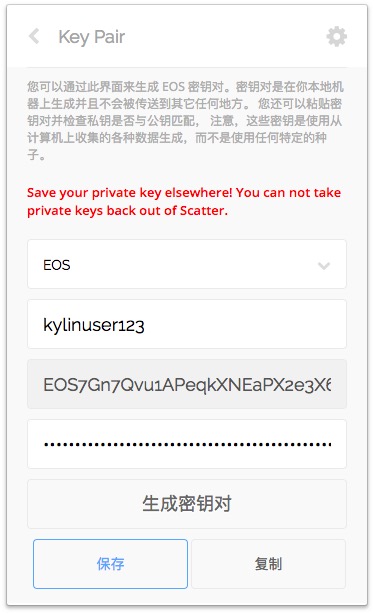 Key Pair
您可以通过此界面来生成 EOS 密钥对。密钥对是在你本地机
器上生成并且不会被传送到其它任何地方。 您还可以粘贴密
钥对并检查私钥是否与公钥匹配， 注意，这些密钥是使用从
计算机上收集的各种数据生成，而不是使用任何特定的种
子。
Save your private key elsewhere! You can not take
private keys back out of Scatter.
EOS
kylinuser123
EOS7Gn7Qvu1APeqkXNEaPX2e3X6
••••••••••••••••••••••••••••••••••••••••••
生成密钥对
保存
复制